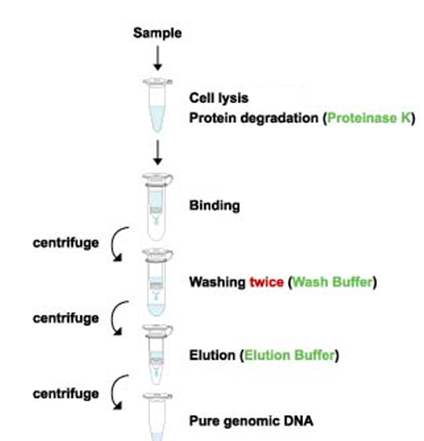 Sample
Cell lysis
Protein degradation (Proteinase K)
Binding
centrifuge
Washing twice (Wash Buffer)
centrifuge
Elution (Elution Buffer)
centrifuge
Pure genomic DNA